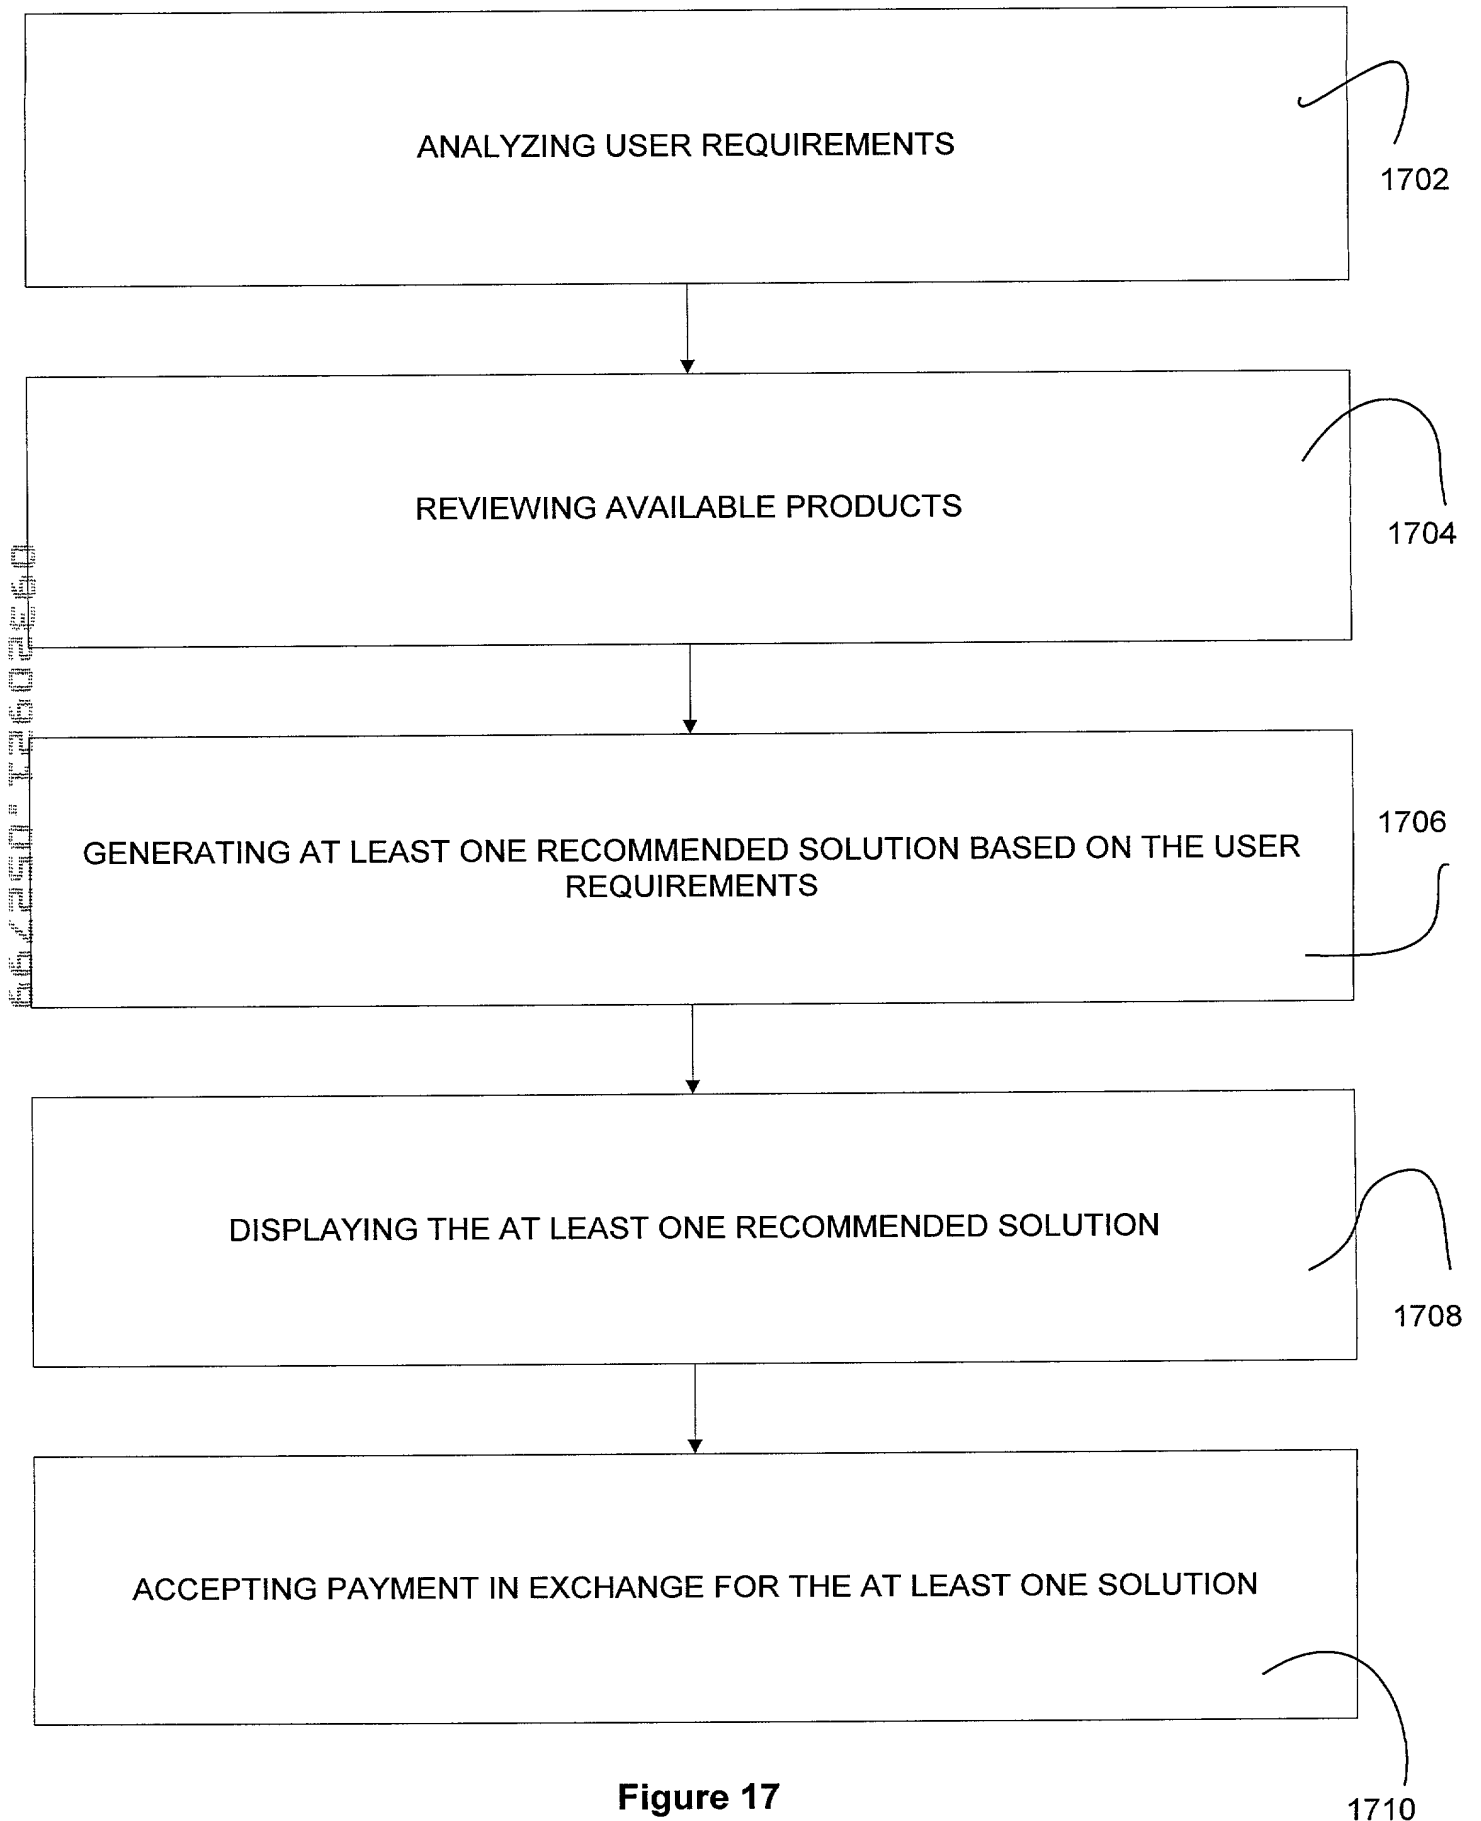 ANALYZING USER REQUIREMENTS
1702
REVIEWING AVAILABLE PRODUCTS
1704
1706
GENERATING AT LEAST ONE RECOMMENDED SOLUTION BASED ON THE USER
REQUIREMENTS
DISPLAYING THE AT LEAST ONE RECOMMENDED SOLUTION
1708
ACCEPTING PAYMENT IN EXCHANGE FOR THE AT LEAST ONE SOLUTION
Figure 17
1710